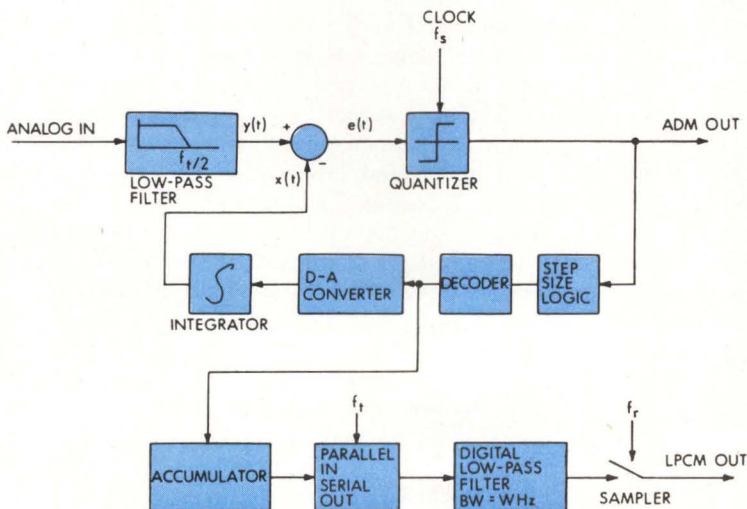 CLOCK
fs
ANALOG IN
y(t)
+
e(t)
ADM OUT
ft/2
LOW-PASS
FILTER
−
x(t)
QUANTIZER
∫
INTEGRATOR
D-A
CONVERTER
DECODER
STEP
SIZE
LOGIC
ft
fr
ACCUMULATOR
PARALLEL
IN
SERIAL
OUT
DIGITAL
LOW-PASS
FILTER
BW = WHz
SAMPLER
LPCM OUT